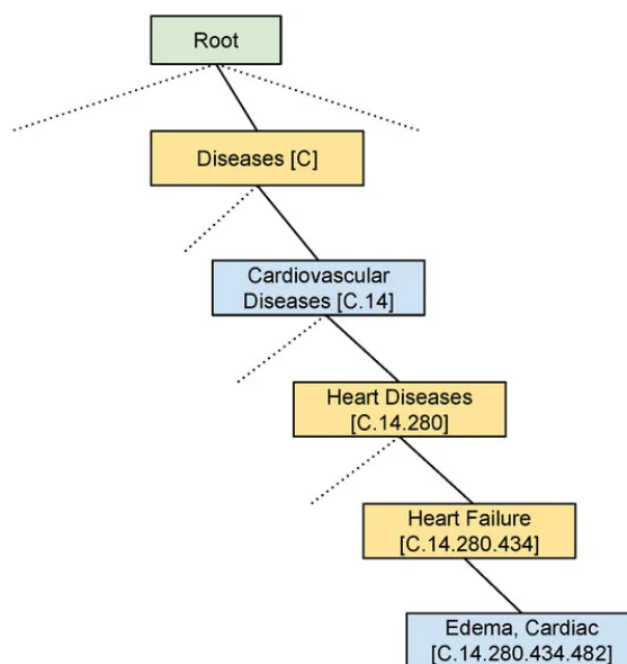 Root
Diseases [C]
Cardiovascular
Diseases [C.14]
Heart Diseases
[C.14.280]
Heart Failure
[C.14.280.434]
Edema, Cardiac
[C.14.280.434.482]